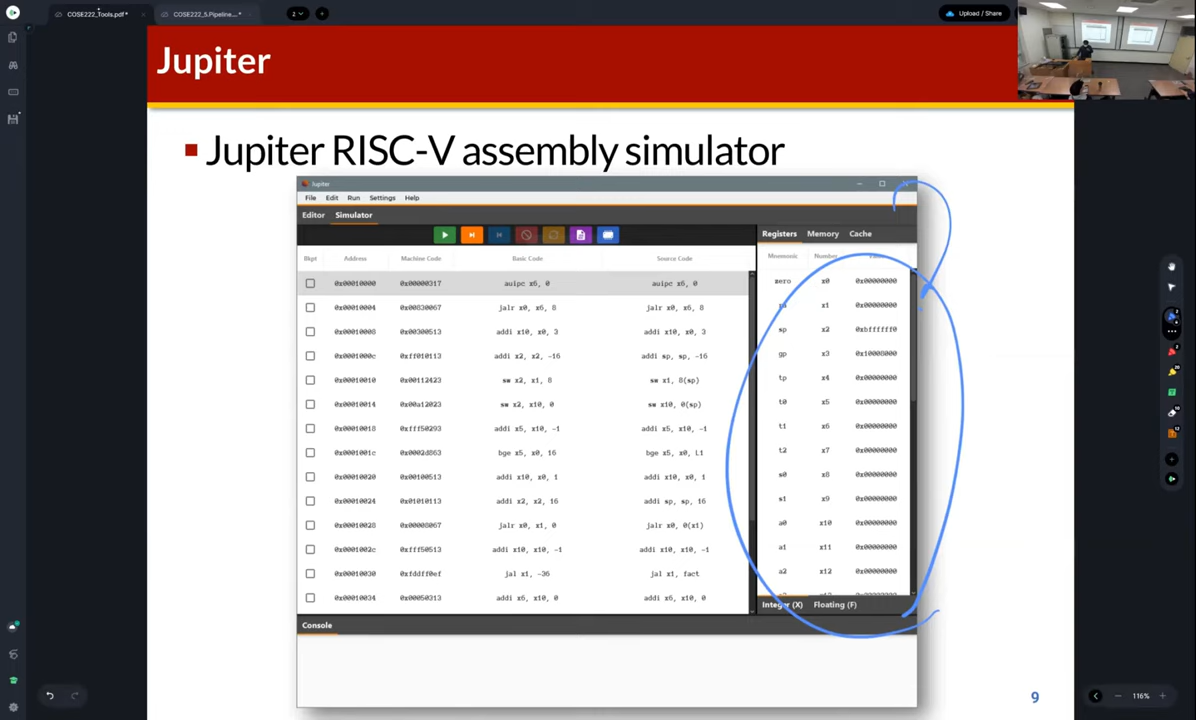 COSE222_Tools.pdf*
COSE222_5.Pipeline...*
2
Upload / Share
Jupiter
Jupiter RISC-V assembly simulator
Jupiter
File Edit Run Settings Help
Editor Simulator
Registers Memory Cache
Bkpt Address Machine Code Basic Code Source Code
Mnemonic Number
0x00010000 0x00000317 auipc x6, 0 auipc x6, 0
0x00010004 0x00830067 jalr x0, x6, 8 jalr x0, x6, 8
0x00010008 0x00300513 addi x10, x0, 3 addi x10, x0, 3
0x0001000c 0xff010113 addi x2, x2, -16 addi sp, sp, -16
0x00010010 0x00112423 sw x2, x1, 8 sw x1, 8(sp)
0x00010014 0x00a12023 sw x2, x10, 0 sw x10, 0(sp)
0x00010018 0xfff50293 addi x5, x10, -1 addi x5, x10, -1
0x0001001c 0x0002d863 bge x5, x0, 16 bge x5, x0, L1
0x00010020 0x00100513 addi x10, x0, 1 addi x10, x0, 1
0x00010024 0x01010113 addi x2, x2, 16 addi sp, sp, 16
0x00010028 0x00008067 jalr x0, x1, 0 jalr x0, 0(x1)
0x0001002c 0xfff50513 addi x10, x10, -1 addi x10, x10, -1
0x00010030 0xfddff0ef jal x1, -36 jal x1, fact
0x00010034 0x00050313 addi x6, x10, 0 addi x6, x10, 0
zero x0 0x00000000
x1 0x00000000
sp x2 0xbffffff0
gp x3 0x10008000
tp x4 0x00000000
t0 x5 0x00000000
t1 x6 0x00000000
t2 x7 0x00000000
s0 x8 0x00000000
s1 x9 0x00000000
a0 x10 0x00000000
a1 x11 0x00000000
a2 x12 0x00000000
Integer (X) Floating (F)
Console
9
116%